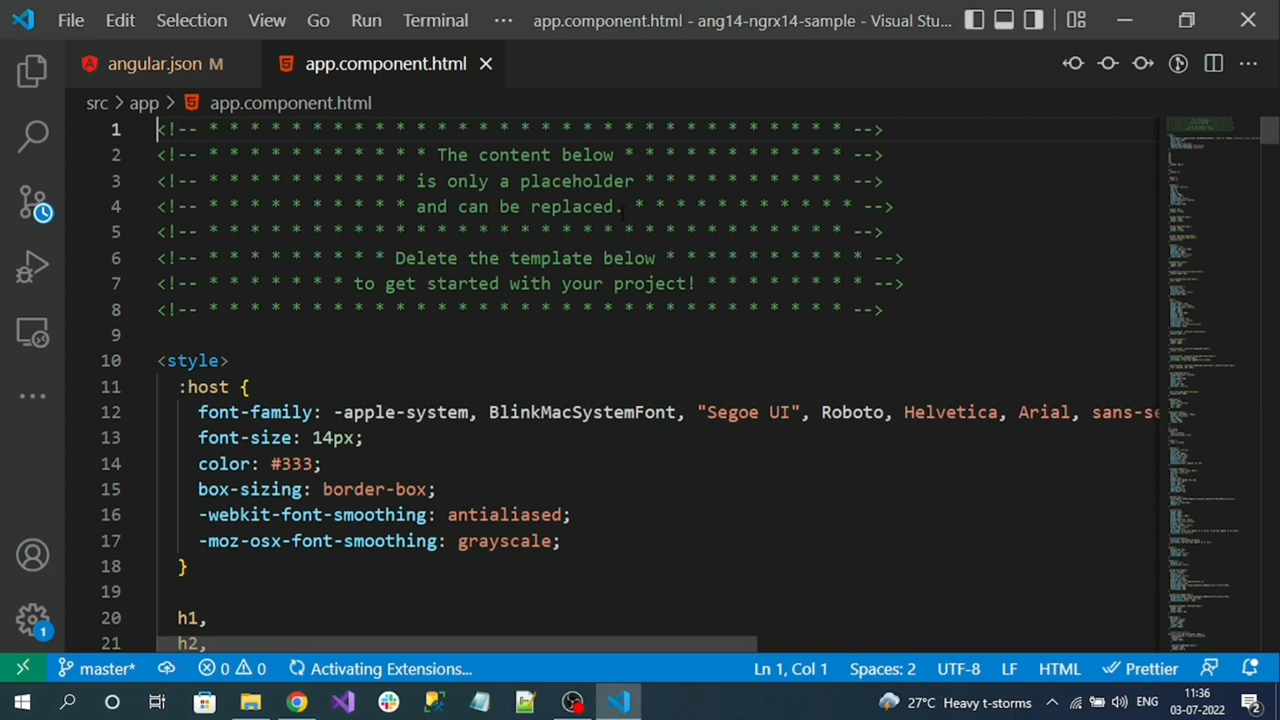 File Edit Selection View Go Run Terminal ··· app.component.html - ang14-ngrx14-sample - Visual Stu...
angular.json M app.component.html
src > app > app.component.html
1 <!-- * * * * * * * * * * * * * * * * * * * * * * * * * * * * * * * -->
2 <!-- * * * * * * * * * * * The content below * * * * * * * * * * * -->
3 <!-- * * * * * * * * * * is only a placeholder * * * * * * * * * * -->
4 <!-- * * * * * * * * * * and can be replaced. * * * * * * * * * * * -->
5 <!-- * * * * * * * * * * * * * * * * * * * * * * * * * * * * * * * -->
6 <!-- * * * * * * * * * Delete the template below * * * * * * * * * * -->
7 <!-- * * * * * * * to get started with your project! * * * * * * * * -->
8 <!-- * * * * * * * * * * * * * * * * * * * * * * * * * * * * * * * -->
9
10 <style>
11 :host {
12 font-family: -apple-system, BlinkMacSystemFont, "Segoe UI", Roboto, Helvetica, Arial, sans-se
13 font-size: 14px;
14 color: #333;
15 box-sizing: border-box;
16 -webkit-font-smoothing: antialiased;
17 -moz-osx-font-smoothing: grayscale;
18 }
19
20 h1,
21 h2,
1
master* 0 0 Activating Extensions... Ln 1, Col 1 Spaces: 2 UTF-8 LF HTML Prettier
27°C Heavy t-storms ENG 11:36
03-07-2022 2